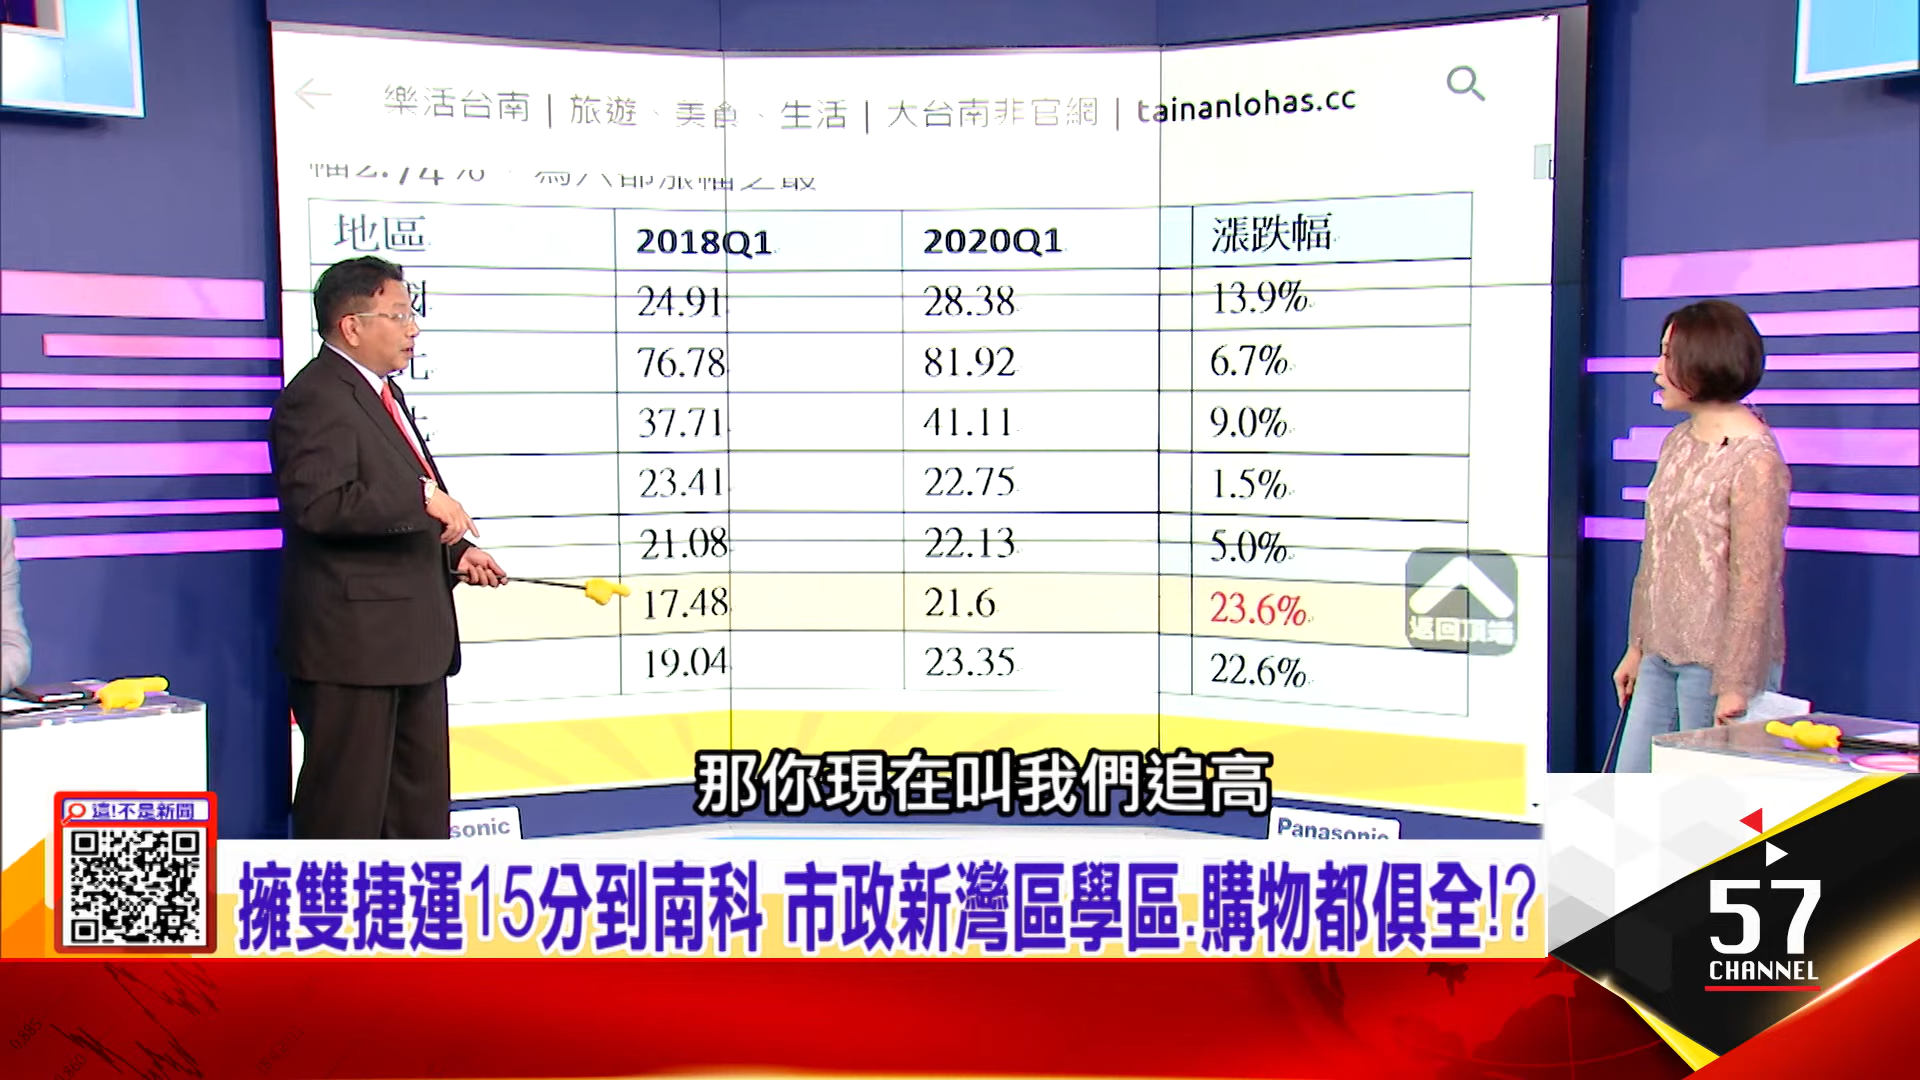 樂活台南 | 旅遊、美食、生活 | 大台南非官網 | tainanlohas.cc
地區 2018Q1 2020Q1 漲跌幅
24.91 28.38 13.9%
76.78 81.92 6.7%
37.71 41.11 9.0%
23.41 22.75 1.5%
21.08 22.13 5.0%
17.48 21.6 23.6%
19.04 23.35 22.6%
返回頂端
那你現在叫我們追高
sonic
Panasonic
這!不是新聞
擁雙捷運15分到南科 市政新灣區學區.購物都俱全!?
57
CHANNEL